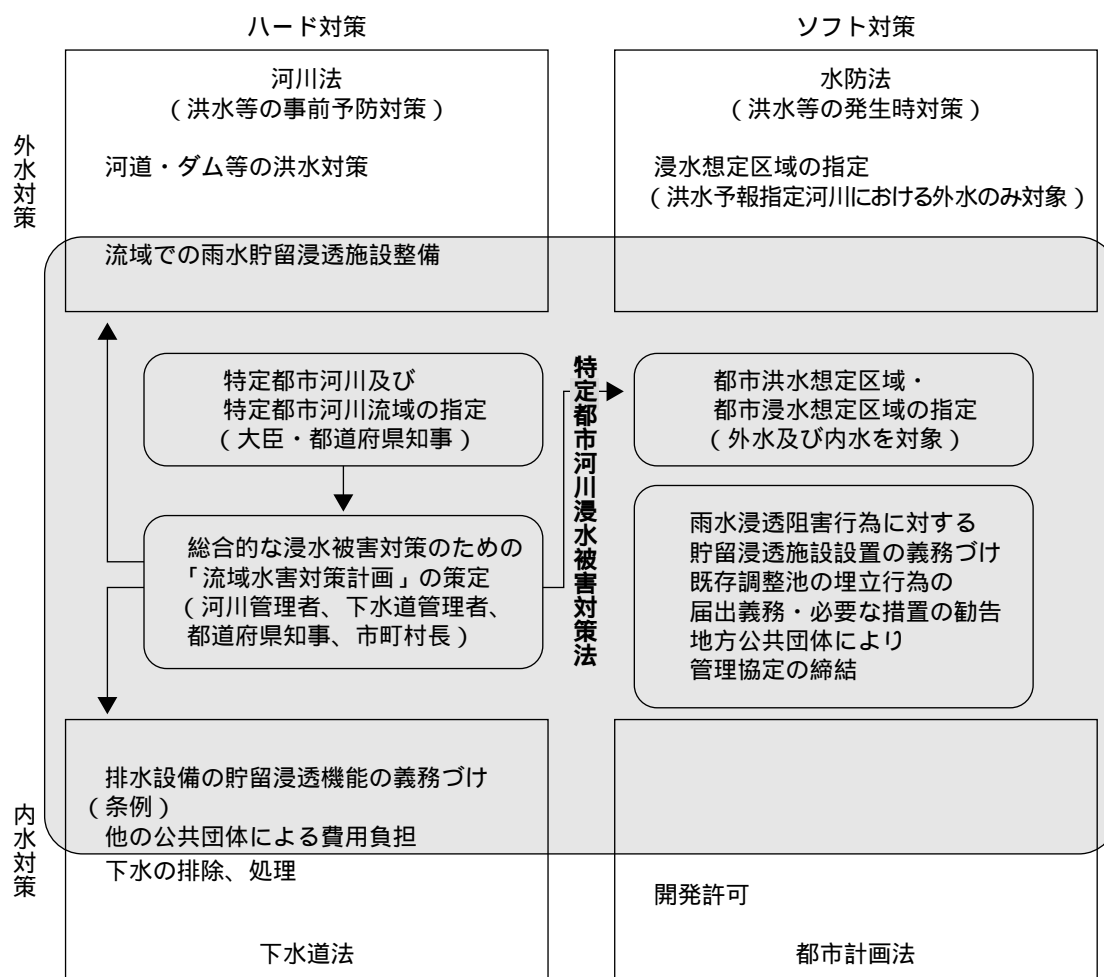 ハード対策
ソフト対策
外水対策
河川法
（洪水等の事前予防対策）
河道・ダム等の洪水対策
流域での雨水貯留浸透施設整備
水防法
（洪水等の発生時対策）
浸水想定区域の指定
（洪水予報指定河川における外水のみ対象）
特定都市河川及び
特定都市河川流域の指定
（大臣・都道府県知事）
総合的な浸水被害対策のための
「流域水害対策計画」の策定
（河川管理者、下水道管理者、
都道府県知事、市町村長）
特定都市河川浸水被害対策法
都市洪水想定区域・
都市浸水想定区域の指定
（外水及び内水を対象）
雨水浸透阻害行為に対する
貯留浸透施設設置の義務づけ
既存調整池の埋立行為の
届出義務・必要な措置の勧告
地方公共団体により
管理協定の締結
内水対策
排水設備の貯留浸透機能の義務づけ
（条例）
他の公共団体による費用負担
下水の排除、処理
下水道法
開発許可
都市計画法